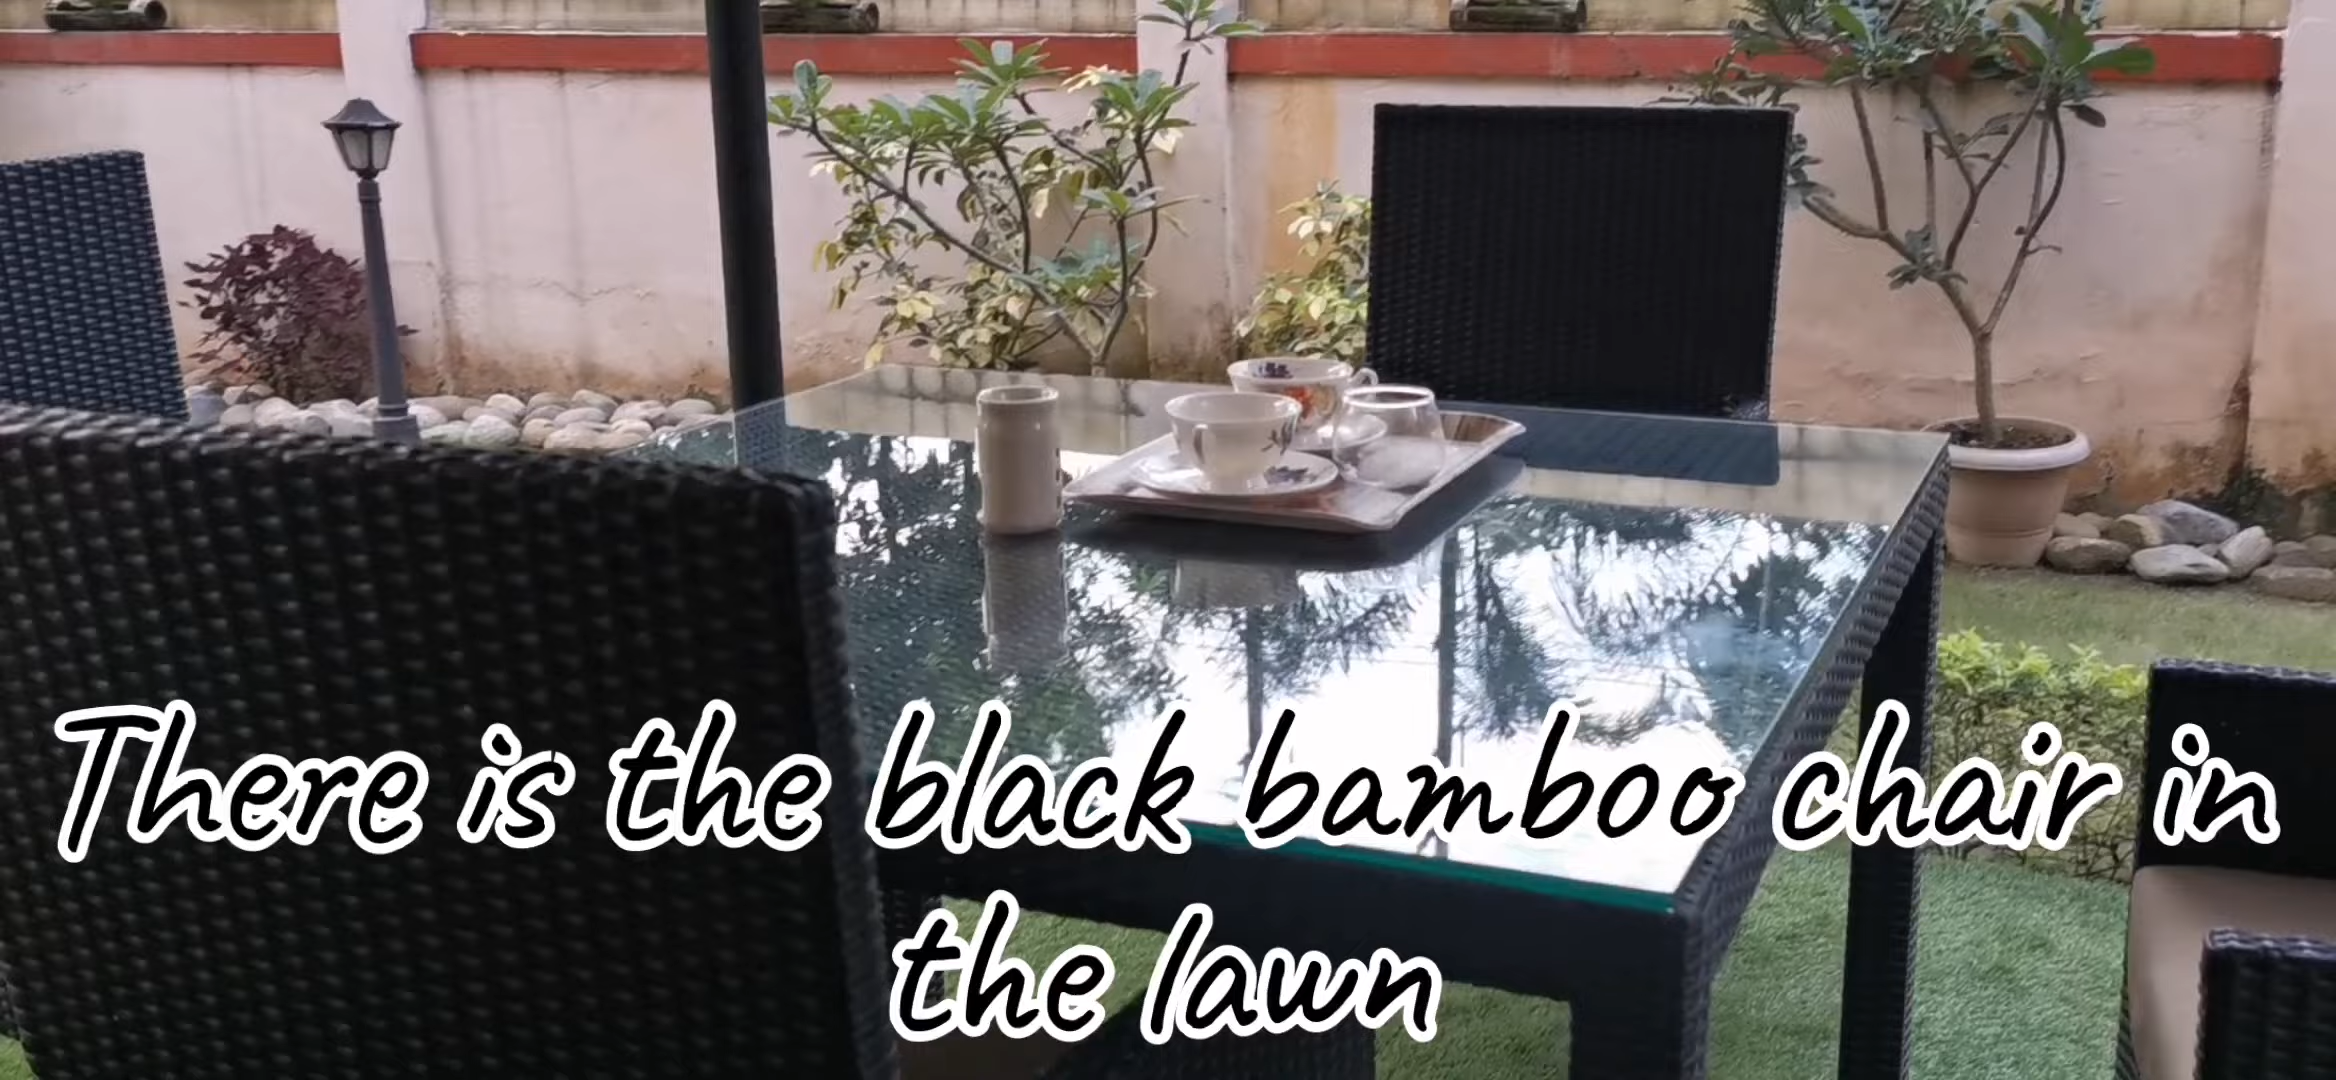 There is the black bamboo chair in
the lawn